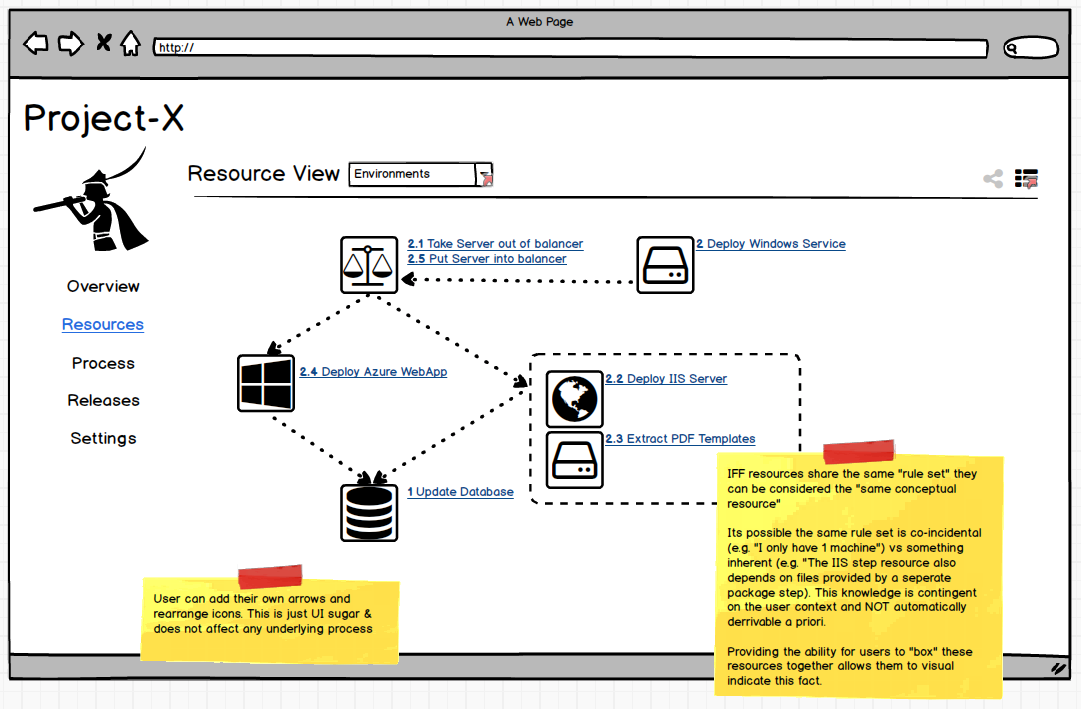 A Web Page
http://
Project-X
Resource View
Environments
2.1 Take Server out of balancer
2.5 Put Server into balancer
2 Deploy Windows Service
Overview
Resources
Process
Releases
Settings
2.4 Deploy Azure WebApp
2.2 Deploy IIS Server
2.3 Extract PDF Templates
1 Update Database
IFF resources share the same "rule set" they
can be considered the "same conceptual
resource"
Its possible the same rule set is co-incidental
(e.g. "I only have 1 machine") vs something
inherent (e.g. "The IIS step resource also
depends on files provided by a seperate
package step). This knowledge is contingent
on the user context and NOT automatically
derrivable a priori.
Providing the ability for users to "box" these
resources together allows them to visual
indicate this fact.
User can add their own arrows and
rearrange icons. This is just UI sugar &
does not affect any underlying process